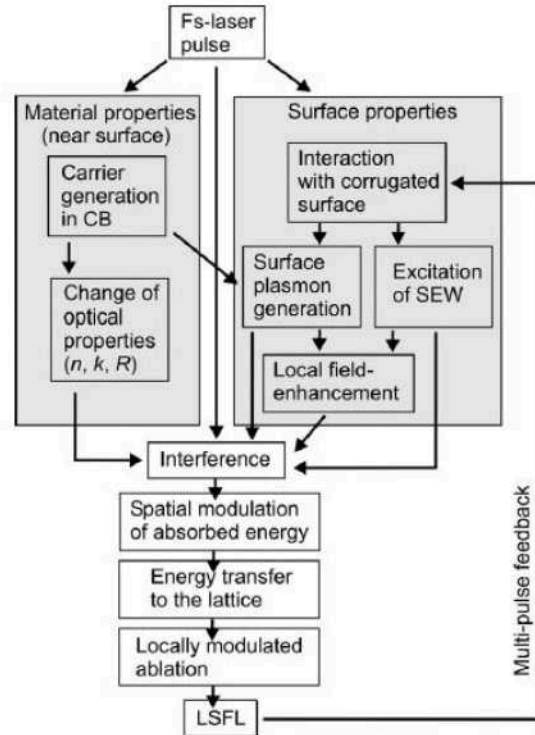 Fs-laser
pulse
Material properties
(near surface)
Carrier
generation
in CB
Change of
optical
properties
(n, k, R)
Surface properties
Interaction
with corrugated
surface
Surface
plasmon
generation
Excitation
of SEW
Local field-
enhancement
Interference
Spatial modulation
of absorbed energy
Energy transfer
to the lattice
Locally modulated
ablation
LSFL
Multi-pulse feedback